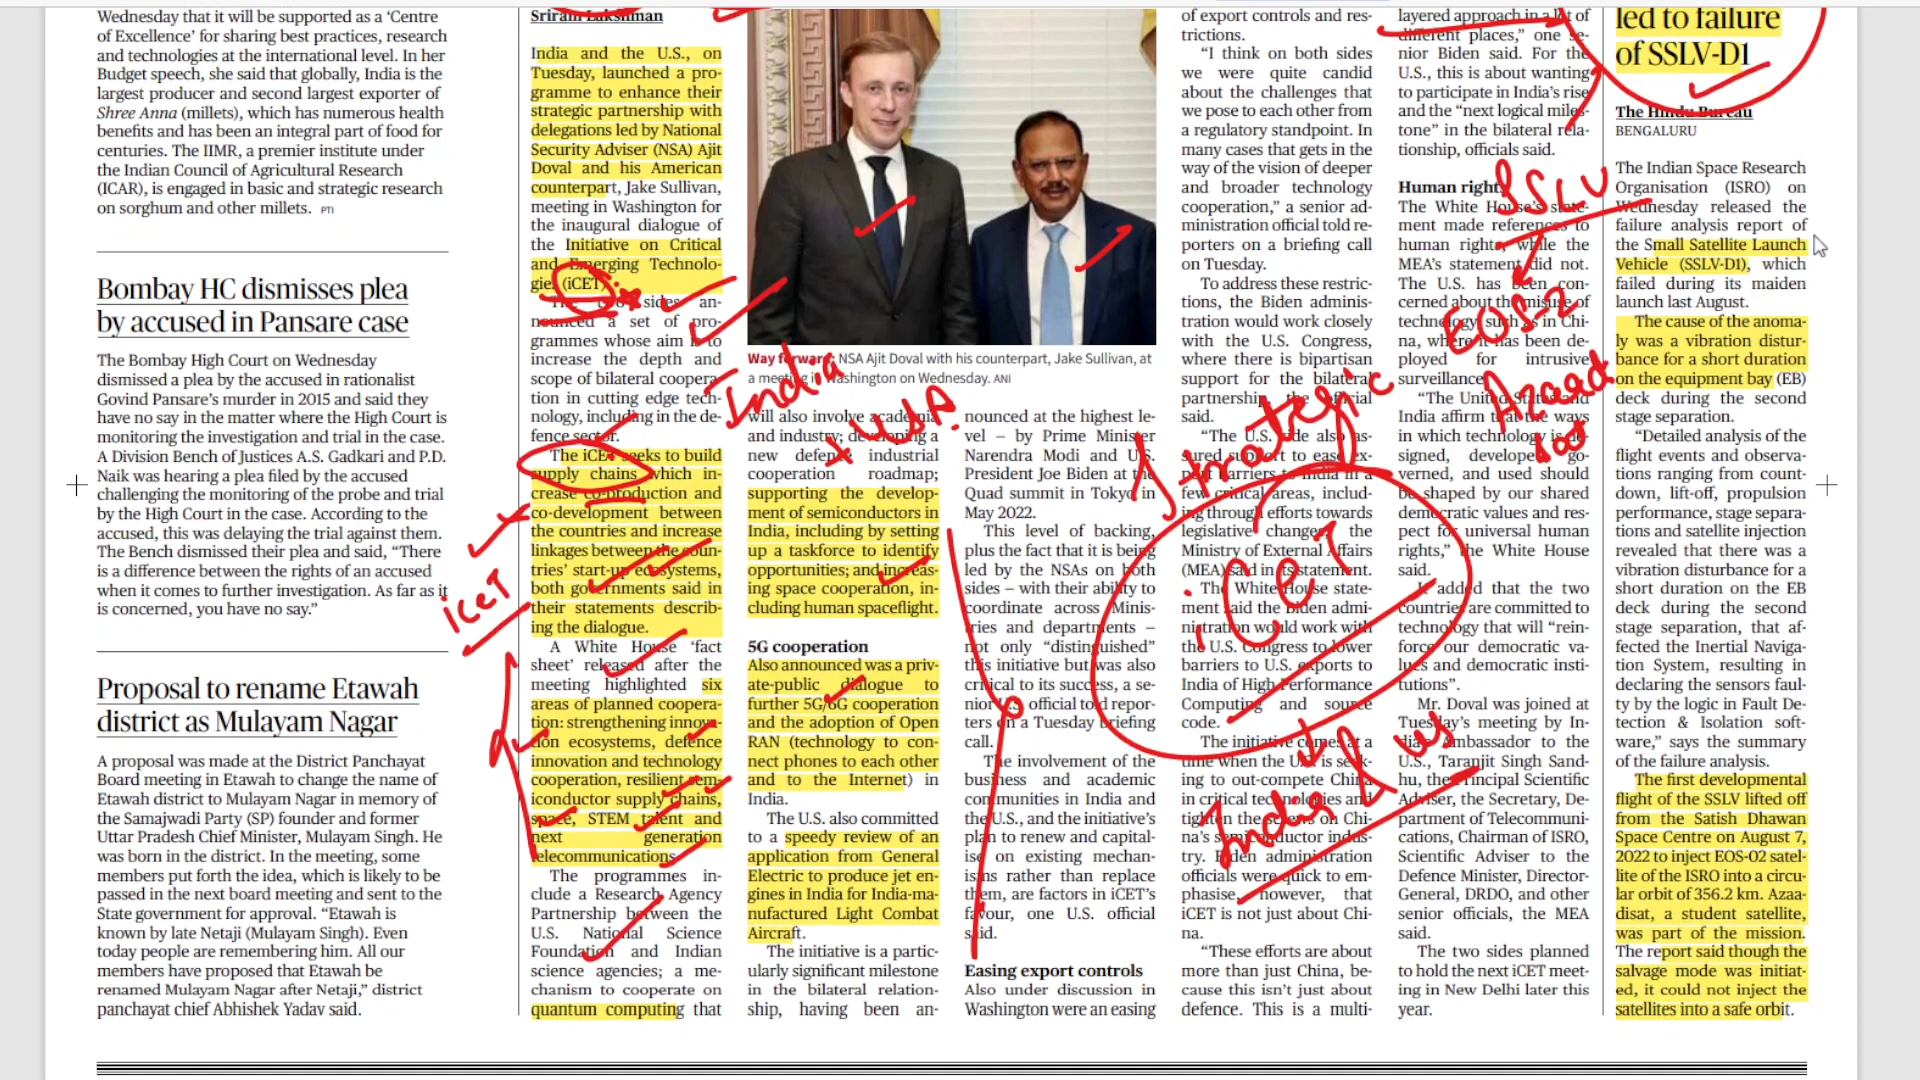 Wednesday that it will be supported as a ‘Centre
of Excellence’ for sharing best practices, research
and technologies at the international level. In her
Budget speech, she said that globally, India is the
largest producer and second largest exporter of
Shree Anna (millets), which has numerous health
benefits and has been an integral part of food for
centuries. The IIMR, a premier institute under
the Indian Council of Agricultural Research
(ICAR), is engaged in basic and strategic research
on sorghum and other millets. PTI
Bombay HC dismisses plea
by accused in Pansare case
The Bombay High Court on Wednesday
dismissed a plea by the accused in rationalist
Govind Pansare’s murder in 2015 and said they
have no say in the matter where the High Court is
monitoring the investigation and trial in the case.
A Division Bench of Justices A.S. Gadkari and P.D.
Naik was hearing a plea filed by the accused
challenging the monitoring of the probe and trial
by the High Court in the case. According to the
accused, this was delaying the trial against them.
The Bench dismissed their plea and said, “There
is a difference between the rights of an accused
when it comes to further investigation. As far as it
is concerned, you have no say.”
Proposal to rename Etawah
district as Mulayam Nagar
A proposal was made at the District Panchayat
Board meeting in Etawah to change the name of
Etawah district to Mulayam Nagar in memory of
the Samajwadi Party (SP) founder and former
Uttar Pradesh Chief Minister, Mulayam Singh. He
was born in the district. In the meeting, some
members put forth the idea, which is likely to be
passed in the next board meeting and sent to the
State government for approval. “Etawah is
known by late Netaji (Mulayam Singh). Even
today people are remembering him. All our
members have proposed that Etawah be
renamed Mulayam Nagar after Netaji,” district
panchayat chief Abhishek Yadav said.
Sriram Lakshman
India and the U.S., on
Tuesday, launched a pro-
gramme to enhance their
strategic partnership with
delegations led by National
Security Adviser (NSA) Ajit
Doval and his American
counterpart, Jake Sullivan,
meeting in Washington for
the inaugural dialogue of
the Initiative on Critical
and Emerging Technolo-
gies (iCET).
The two sides an-
nounced a set of pro-
grammes whose aim is to
increase the depth and
scope of bilateral coopera-
tion in cutting edge tech-
nology, including in the de-
fence sector.
The iCET seeks to build
supply chains which in-
crease co-production and
co-development between
the countries and increase
linkages between the coun-
tries’ start-up ecosystems,
both governments said in
their statements describ-
ing the dialogue.
A White House ‘fact
sheet’ released after the
meeting highlighted six
areas of planned coopera-
tion: strengthening innova-
tion ecosystems, defence
innovation and technology
cooperation, resilient sem-
iconductor supply chains,
space, STEM talent and
next generation
telecommunications.
The programmes in-
clude a Research Agency
Partnership between the
U.S. National Science
Foundation and Indian
science agencies; a me-
chanism to cooperate on
quantum computing that
Way forward: NSA Ajit Doval with his counterpart, Jake Sullivan, at
a meeting in Washington on Wednesday. ANI
will also involve academia
and industry; developing a
new defence industrial
cooperation roadmap;
supporting the develop-
ment of semiconductors in
India, including by setting
up a taskforce to identify
opportunities; and increas-
ing space cooperation, in-
cluding human spaceflight.
5G cooperation
Also announced was a priv-
ate-public dialogue to
further 5G/6G cooperation
and the adoption of Open
RAN (technology to con-
nect phones to each other
and to the Internet) in
India.
The U.S. also committed
to a speedy review of an
application from General
Electric to produce jet en-
gines in India for India-ma-
nufactured Light Combat
Aircraft.
The initiative is a partic-
ularly significant milestone
in the bilateral relation-
ship, having been an-
nounced at the highest le-
vel – by Prime Minister
Narendra Modi and U.S.
President Joe Biden at the
Quad summit in Tokyo in
May 2022.
This level of backing,
plus the fact that it is being
led by the NSAs on both
sides – with their ability to
coordinate across Minis-
tries and departments –
not only “distinguished”
this initiative but was also
critical to its success, a se-
nior U.S. official told repor-
ters on a Tuesday briefing
call.
The involvement of the
business and academic
communities in India and
the U.S., and the initiative’s
plan to renew and capital-
ise on existing mechan-
isms rather than replace
them, are factors in iCET’s
favour, one U.S. official
said.
Easing export controls
Also under discussion in
Washington were an easing
of export controls and res-
trictions.
“I think on both sides
we were quite candid
about the challenges that
we pose to each other from
a regulatory standpoint. In
many cases that gets in the
way of the vision of deeper
and broader technology
cooperation,” a senior ad-
ministration official told re-
porters on a briefing call
on Tuesday.
To address these restric-
tions, the Biden adminis-
tration would work closely
with the U.S. Congress,
where there is bipartisan
support for the bilateral
partnership, the official
said.
“The U.S. side also as-
sured support to ease ex-
port barriers to India in a
few critical areas, includ-
ing through efforts towards
legislative changes, the
Ministry of External Affairs
(MEA) said in its statement.
The White House state-
ment said the Biden admi-
nistration would work with
the U.S. Congress to lower
barriers to U.S. exports to
India of High Performance
Computing and source
code.
The initiative comes at a
time when the U.S. is seek-
ing to out-compete China
in critical technologies and
tighten the screws on Chi-
na’s semiconductor indus-
try. Biden administration
officials were quick to em-
phasise, however, that
iCET is not just about Chi-
na.
“These efforts are about
more than just China, be-
cause this isn’t just about
defence. This is a multi-
layered approach in a lot of
different places,” one se-
nior Biden said. For the
U.S., this is about wanting
to participate in India’s rise
and the “next logical miles-
tone” in the bilateral rela-
tionship, officials said.
Human rights
The White House’s state-
ment made references to
human rights, while the
MEA’s statement did not.
The U.S. has been con-
cerned about the misuse of
technology, such as in Chi-
na, where it has been de-
ployed for intrusive
surveillance.
“The United States and
India affirm that the ways
in which technology is de-
signed, developed, go-
verned, and used should
be shaped by our shared
democratic values and res-
pect for universal human
rights,” the White House
said.
It added that the two
countries are committed to
technology that will “rein-
force our democratic va-
lues and democratic insti-
tutions”.
Mr. Doval was joined at
Tuesday’s meeting by In-
dia’s Ambassador to the
U.S., Taranjit Singh Sand-
hu, the Principal Scientific
Adviser, the Secretary, De-
partment of Telecommuni-
cations, Chairman of ISRO,
Scientific Adviser to the
Defence Minister, Director-
General, DRDO, and other
senior officials, the MEA
said.
The two sides planned
to hold the next iCET meet-
ing in New Delhi later this
year.
led to failure
of SSLV-D1
The Hindu Bureau
BENGALURU
The Indian Space Research
Organisation (ISRO) on
Wednesday released the
failure analysis report of
the Small Satellite Launch
Vehicle (SSLV-D1), which
failed during its maiden
launch last August.
The cause of the anoma-
ly was a vibration distur-
bance for a short duration
on the equipment bay (EB)
deck during the second
stage separation.
“Detailed analysis of the
flight events and observa-
tions ranging from count-
down, lift-off, propulsion
performance, stage separa-
tions and satellite injection
revealed that there was a
vibration disturbance for a
short duration on the EB
deck during the second
stage separation, that af-
fected the Inertial Naviga-
tion System, resulting in
declaring the sensors faul-
ty by the logic in Fault De-
tection & Isolation soft-
ware,” says the summary
of the failure analysis.
The first developmental
flight of the SSLV lifted off
from the Satish Dhawan
Space Centre on August 7,
2022 to inject EOS-02 satel-
lite of the ISRO into a circu-
lar orbit of 356.2 km. Azaa-
disat, a student satellite,
was part of the mission.
The report said though the
salvage mode was initiat-
ed, it could not inject the
satellites into a safe orbit.
India
+ USA
icet
Strategic
iCET
India & US
SSLV
EOS-2
Azaad
sat